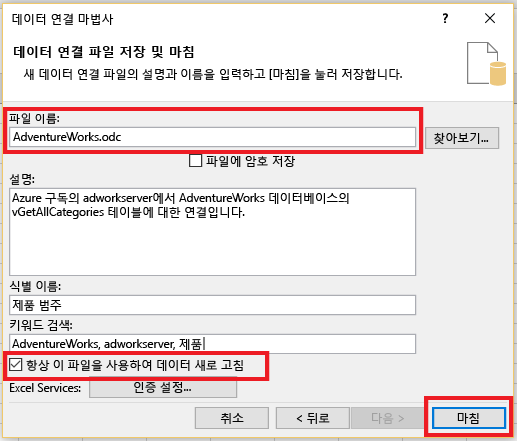 데이터 연결 마법사
?
데이터 연결 파일 저장 및 마침
새 데이터 연결 파일의 설명과 이름을 입력하고 [마침]을 눌러 저장합니다.
파일 이름:
AdventureWorks.odc
찾아보기...
파일에 암호 저장
설명:
Azure 구독의 adworkserver에서 AdventureWorks 데이터베이스의
vGetAllCategories 테이블에 대한 연결입니다.
식별 이름:
제품 범주
키워드 검색:
AdventureWorks, adworkserver, 제품
항상 이 파일을 사용하여 데이터 새로 고침
Excel Services: 인증 설정...
취소 < 뒤로 다음 > 마침